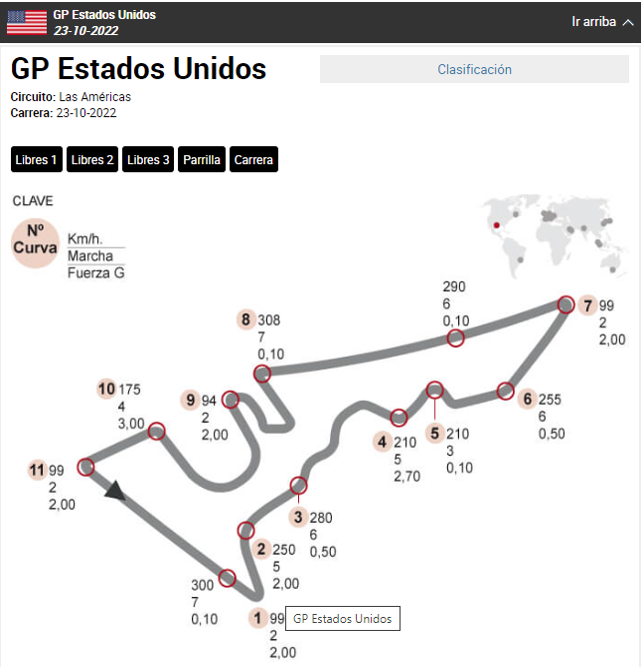 GP Estados Unidos
23-10-2022
Ir arriba
GP Estados Unidos
Clasificación
Circuito: Las Américas
Carrera: 23-10-2022
Libres 1 Libres 2 Libres 3 Parrilla Carrera
CLAVE
Nº
Curva
Km/h.
Marcha
Fuerza G
290
6
0,10
7 99
2
2,00
8 308
7
0,10
10 175
4
3,00
9 94
2
2,00
6 255
6
0,50
4 210
5
2,70
5 210
3
0,10
11 99
2
2,00
3 280
6
0,50
2 250
5
2,00
300
7
0,10
1 99
2
2,00
GP Estados Unidos